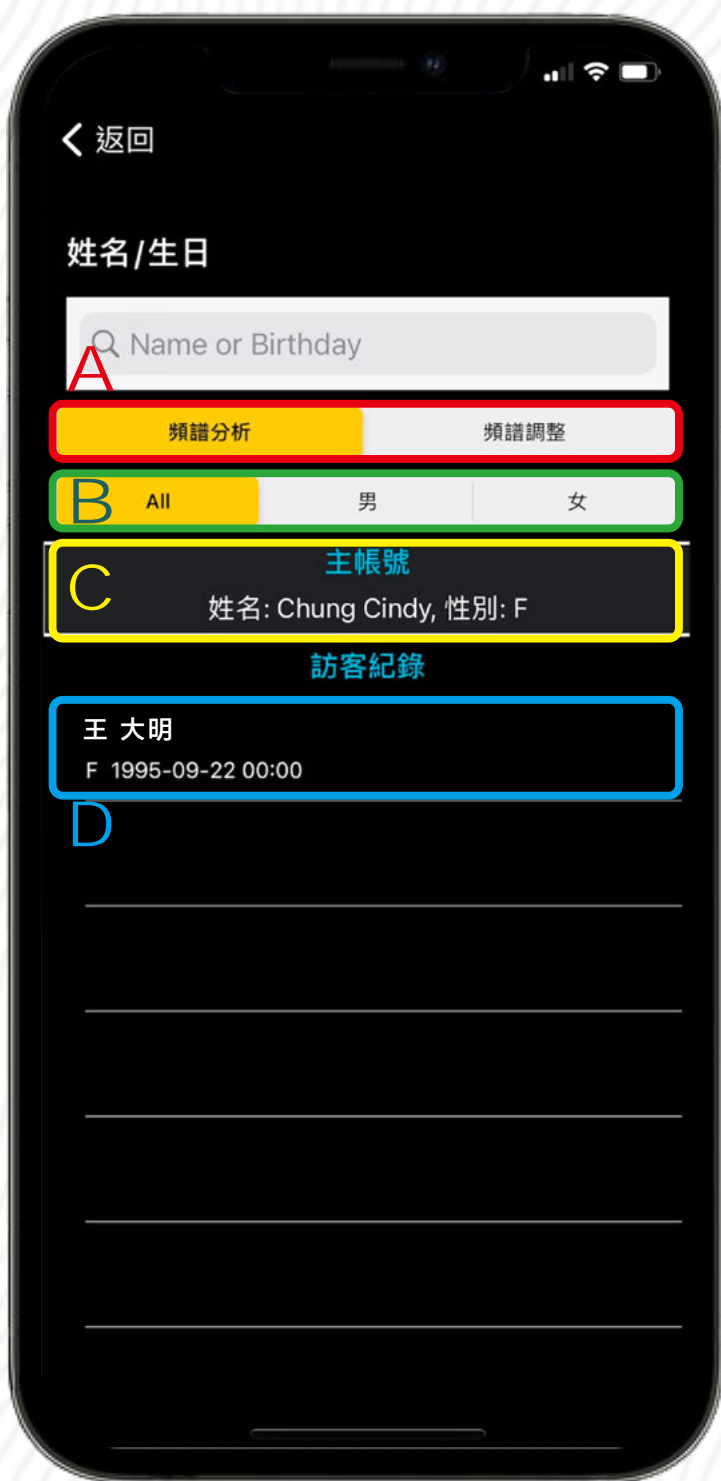 返回
姓名/生日
Name or Birthday
A
頻譜分析 頻譜調整
B All 男 女
主帳號
C
姓名: Chung Cindy, 性別: F
訪客紀錄
王 大明
F 1995-09-22 00:00
D